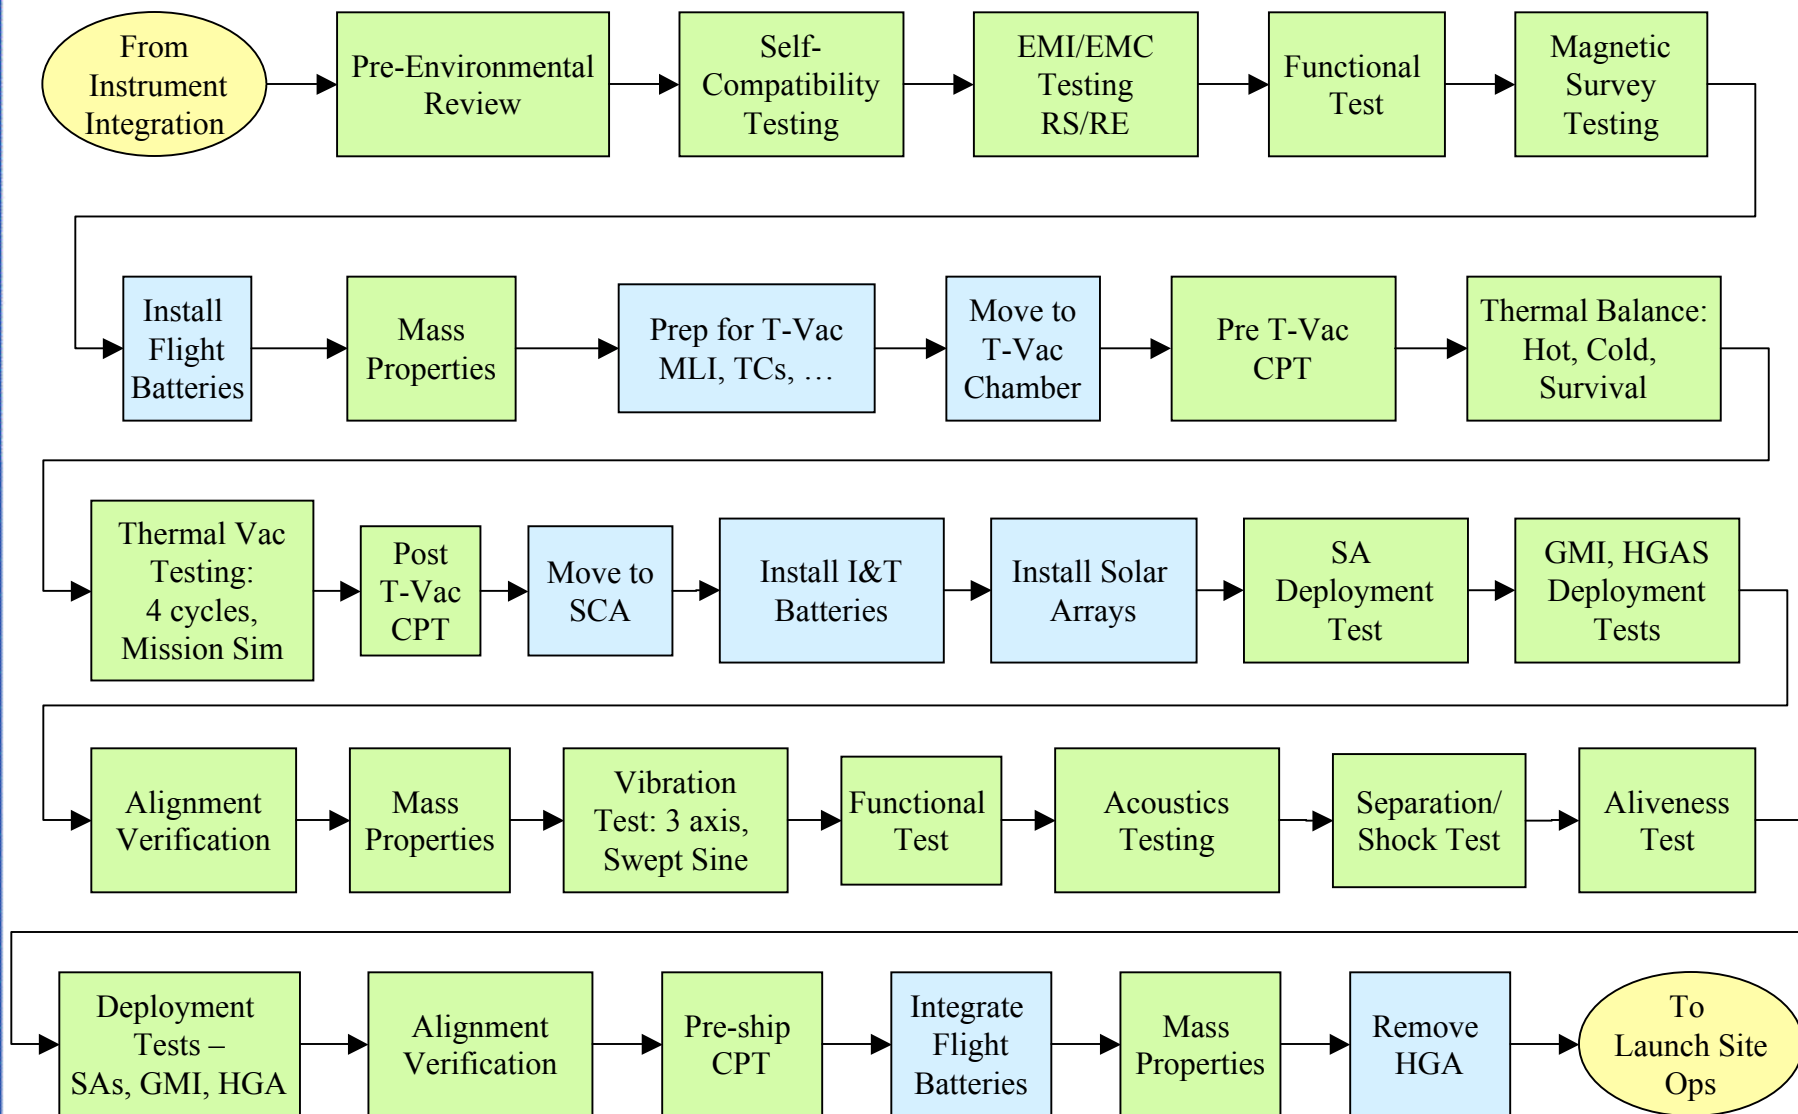 From
Instrument
Integration
Pre-Environmental
Review
Self-
Compatibility
Testing
EMI/EMC
Testing
RS/RE
Functional
Test
Magnetic
Survey
Testing
Install
Flight
Batteries
Mass
Properties
Prep for T-Vac
MLI, TCs, …
Move to
T-Vac
Chamber
Pre T-Vac
CPT
Thermal Balance:
Hot, Cold,
Survival
Thermal Vac
Testing:
4 cycles,
Mission Sim
Post
T-Vac
CPT
Move to
SCA
Install I&T
Batteries
Install Solar
Arrays
SA
Deployment
Test
GMI, HGAS
Deployment
Tests
Alignment
Verification
Mass
Properties
Vibration
Test: 3 axis,
Swept Sine
Functional
Test
Acoustics
Testing
Separation/
Shock Test
Aliveness
Test
Deployment
Tests –
SAs, GMI, HGA
Alignment
Verification
Pre-ship
CPT
Integrate
Flight
Batteries
Mass
Properties
Remove
HGA
To
Launch Site
Ops